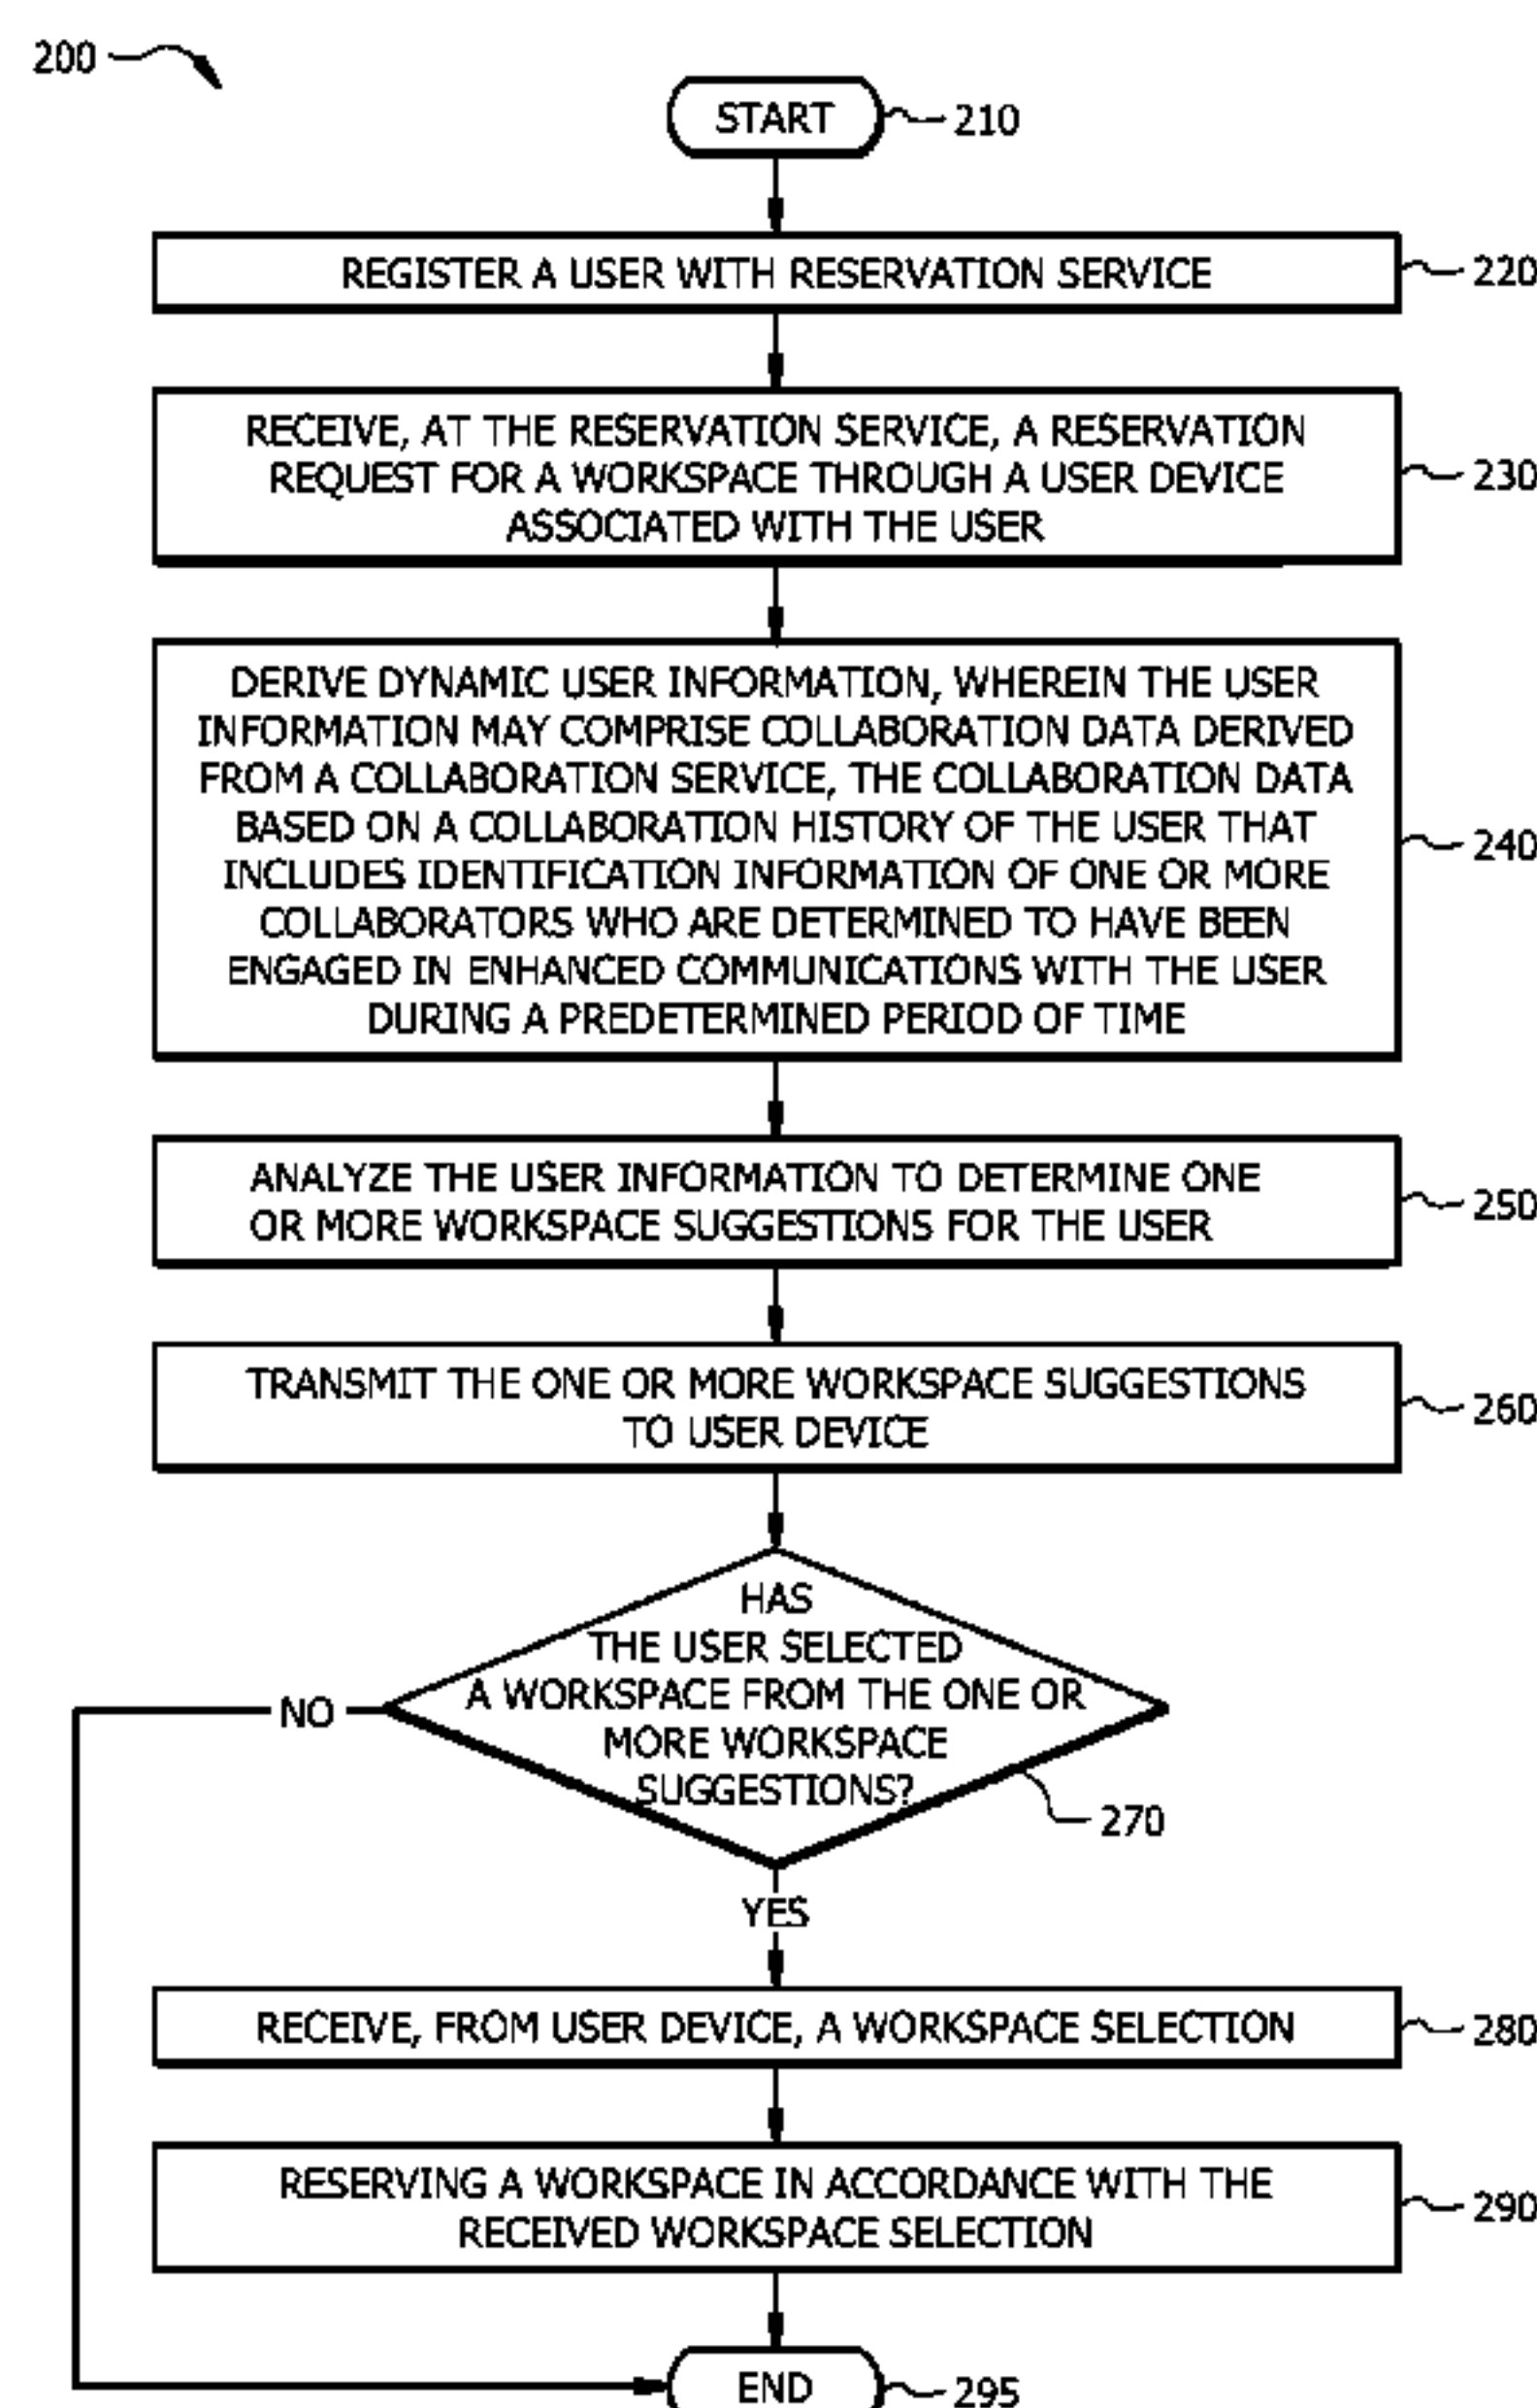 200
START
210
REGISTER A USER WITH RESERVATION SERVICE
220
RECEIVE, AT THE RESERVATION SERVICE, A RESERVATION
REQUEST FOR A WORKSPACE THROUGH A USER DEVICE
ASSOCIATED WITH THE USER
230
DERIVE DYNAMIC USER INFORMATION, WHEREIN THE USER
INFORMATION MAY COMPRISE COLLABORATION DATA DERIVED
FROM A COLLABORATION SERVICE, THE COLLABORATION DATA
BASED ON A COLLABORATION HISTORY OF THE USER THAT
INCLUDES IDENTIFICATION INFORMATION OF ONE OR MORE
COLLABORATORS WHO ARE DETERMINED TO HAVE BEEN
ENGAGED IN ENHANCED COMMUNICATIONS WITH THE USER
DURING A PREDETERMINED PERIOD OF TIME
240
ANALYZE THE USER INFORMATION TO DETERMINE ONE
OR MORE WORKSPACE SUGGESTIONS FOR THE USER
250
TRANSMIT THE ONE OR MORE WORKSPACE SUGGESTIONS
TO USER DEVICE
260
HAS
THE USER SELECTED
A WORKSPACE FROM THE ONE OR
MORE WORKSPACE
SUGGESTIONS?
NO
270
YES
RECEIVE, FROM USER DEVICE, A WORKSPACE SELECTION
280
RESERVING A WORKSPACE IN ACCORDANCE WITH THE
RECEIVED WORKSPACE SELECTION
290
END
295